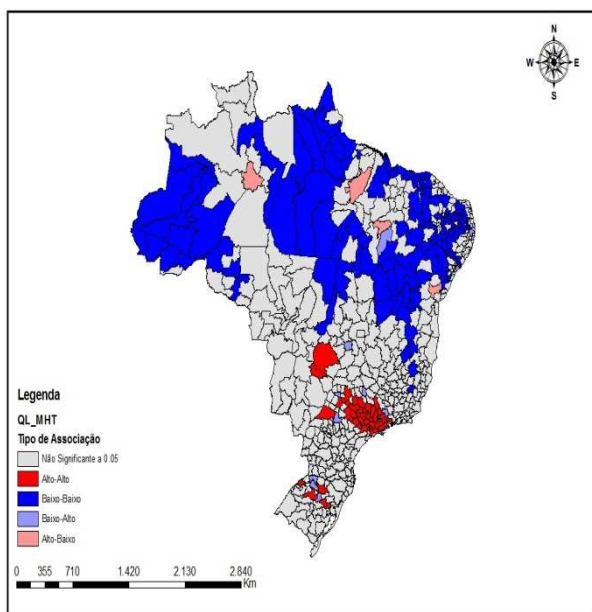 N
W E
S
Legenda
QL_MHT
Tipo de Associação
Não Significante a 0.05
Alto-Alto
Baixo-Baixo
Baixo-Alto
Alto-Baixo
0 355 710 1.420 2.130 2.840
Km